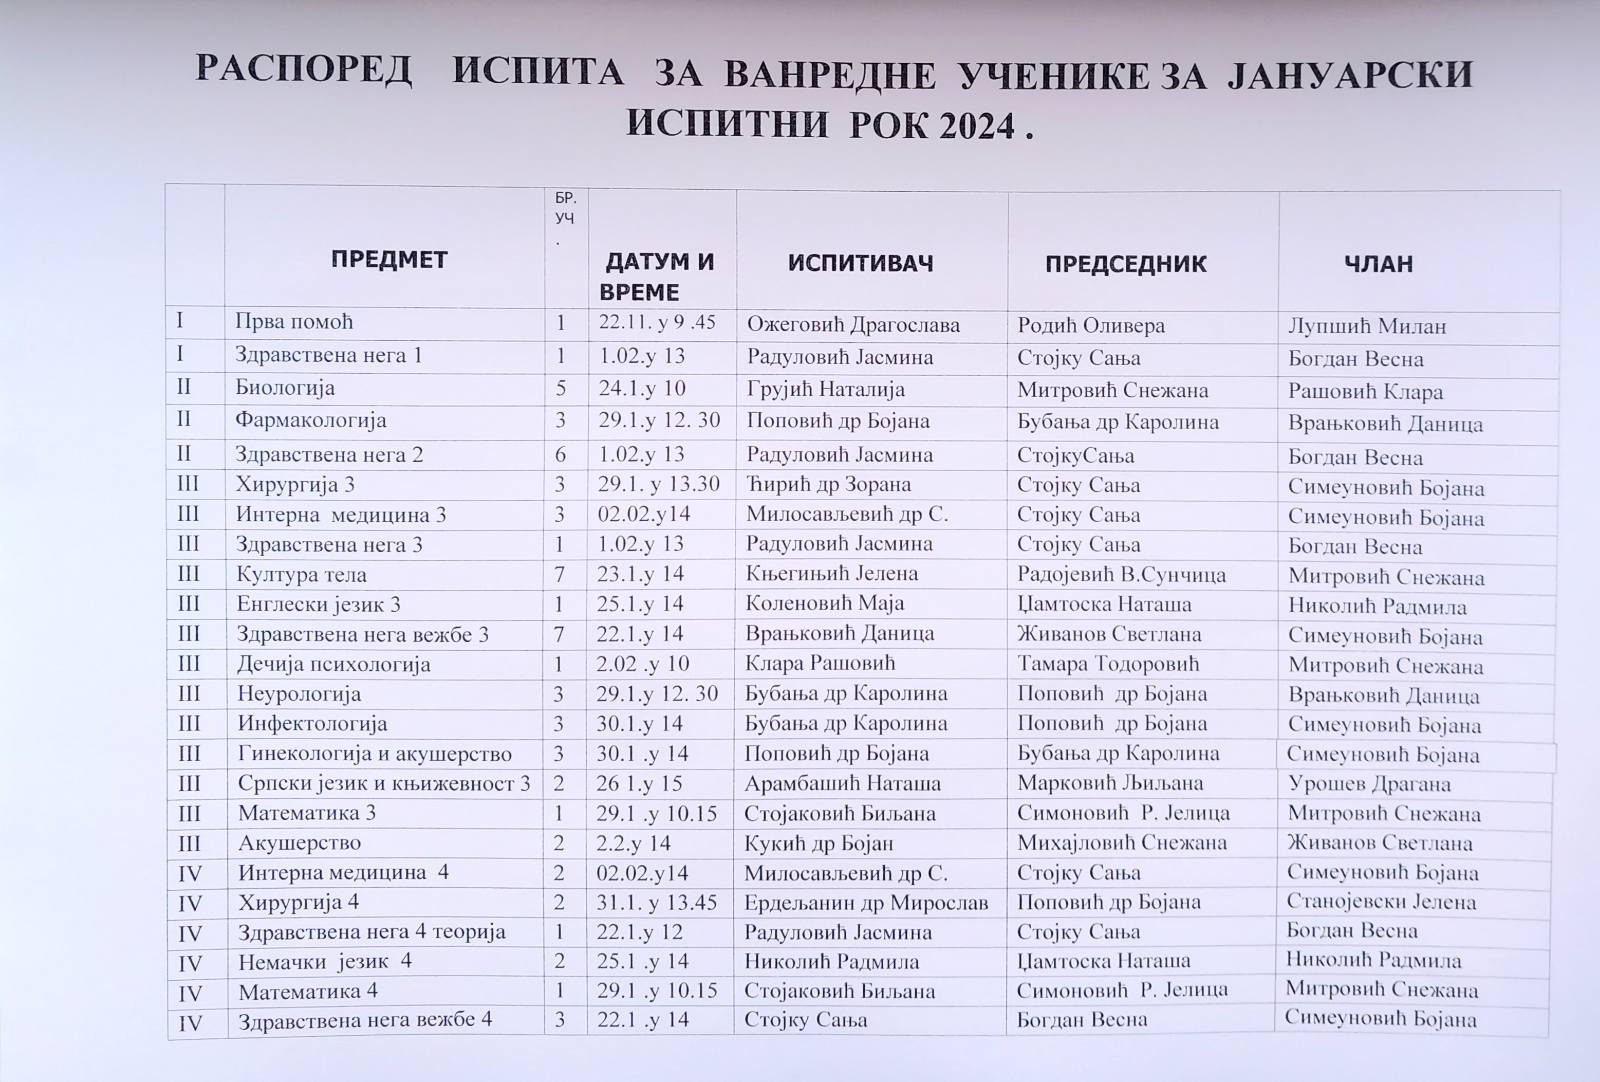 РАСПОРЕД ИСПИТА ЗА ВАНРЕДНЕ УЧЕНИКЕ ЗА ЈАНУАРСКИ
ИСПИТНИ РОК 2024 .
ПРЕДМЕТ БР. УЧ . ДАТУМ И ВРЕМЕ ИСПИТИВАЧ ПРЕДСЕДНИК ЧЛАН
I Прва помоћ 1 22.11. у 9 .45 Ожеговић Драгослава Родић Оливера Лупшић Милан
I Здравствена нега 1 1 1.02.у 13 Радуловић Јасмина Стојку Сања Богдан Весна
II Биологија 5 24.1.у 10 Грујић Наталија Митровић Снежана Рашовић Клара
II Фармакологија 3 29.1.у 12. 30 Поповић др Бојана Бубања др Каролина Врањковић Даница
II Здравствена нега 2 6 1.02.у 13 Радуловић Јасмина СтојкуСања Богдан Весна
III Хирургија 3 3 29.1. у 13.30 Ћирић др Зорана Стојку Сања Симеуновић Бојана
III Интерна медицина 3 3 02.02.у14 Милосављевић др С. Стојку Сања Симеуновић Бојана
III Здравствена нега 3 1 1.02.у 13 Радуловић Јасмина Стојку Сања Богдан Весна
III Култура тела 7 23.1.у 14 Књегињић Јелена Радојевић В.Сунчица Митровић Снежана
III Енглески језик 3 1 25.1.у 14 Коленовић Маја Џамтоска Наташа Николић Радмила
III Здравствена нега вежбе 3 7 22.1.у 14 Врањковић Даница Живанов Светлана Симеуновић Бојана
III Дечија психологија 1 2.02 .у 10 Клара Рашовић Тамара Тодоровић Митровић Снежана
III Неурологија 3 29.1.у 12. 30 Бубања др Каролина Поповић др Бојана Врањковић Даница
III Инфектологија 3 30.1.у 14 Бубања др Каролина Поповић др Бојана Симеуновић Бојана
III Гинекологија и акушерство 3 30.1 .у 14 Поповић др Бојана Бубања др Каролина Симеуновић Бојана
III Српски језик и књижевност 3 2 26 1.у 15 Арамбашић Наташа Марковић Љиљана Урошев Драгана
III Математика 3 1 29.1 .у 10.15 Стојаковић Биљана Симоновић Р. Јелица Митровић Снежана
III Акушерство 2 2.2.у 14 Кукић др Бојан Михајловић Снежана Живанов Светлана
IV Интерна медицина 4 2 02.02.у14 Милосављевић др С. Стојку Сања Симеуновић Бојана
IV Хирургија 4 2 31.1. у 13.45 Ердељанин др Мирослав Поповић др Бојана Станојевски Јелена
IV Здравствена нега 4 теорија 1 22.1.у 12 Радуловић Јасмина Стојку Сања Богдан Весна
IV Немачки језик 4 2 25.1 .у 14 Николић Радмила Џамтоска Наташа Николић Радмила
IV Математика 4 1 29.1 .у 10.15 Стојаковић Биљана Симоновић Р. Јелица Митровић Снежана
IV Здравствена нега вежбе 4 3 22.1 .у 14 Стојку Сања Богдан Весна Симеуновић Бојана